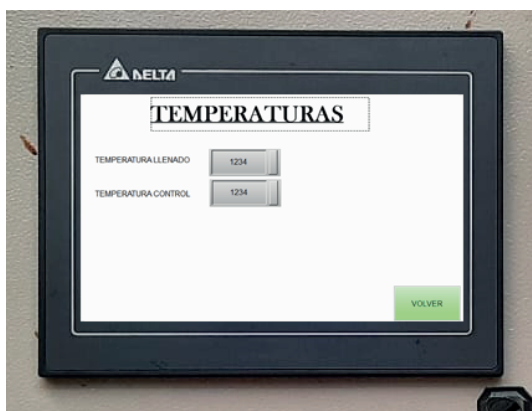 DELTA
TEMPERATURAS
TEMPERATURA LLENADO 1234
TEMPERATURA CONTROL 1234
VOLVER